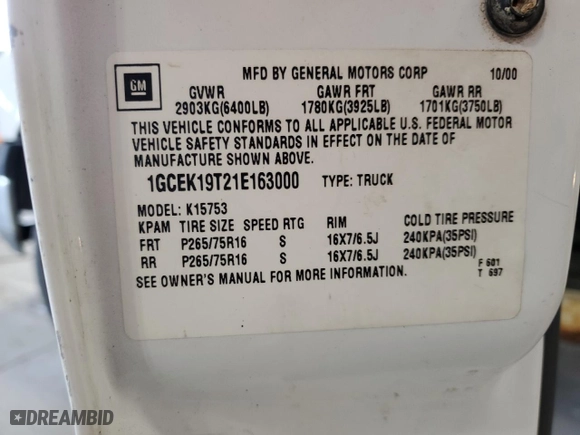 GM
MFD BY GENERAL MOTORS CORP 10/00
GVWR GAWR FRT GAWR RR
2903KG(6400LB) 1780KG(3925LB) 1701KG(3750LB)
THIS VEHICLE CONFORMS TO ALL APPLICABLE U.S. FEDERAL MOTOR
VEHICLE SAFETY STANDARDS IN EFFECT ON THE DATE OF
MANUFACTURE SHOWN ABOVE.
1GCEK19T21E163000 TYPE: TRUCK
MODEL: K15753
KPAM TIRE SIZE SPEED RTG RIM COLD TIRE PRESSURE
FRT P265/75R16 S 16X7/6.5J 240KPA(35PSI)
RR P265/75R16 S 16X7/6.5J 240KPA(35PSI)
SEE OWNER'S MANUAL FOR MORE INFORMATION.
F 601
T 697
DREAMBID